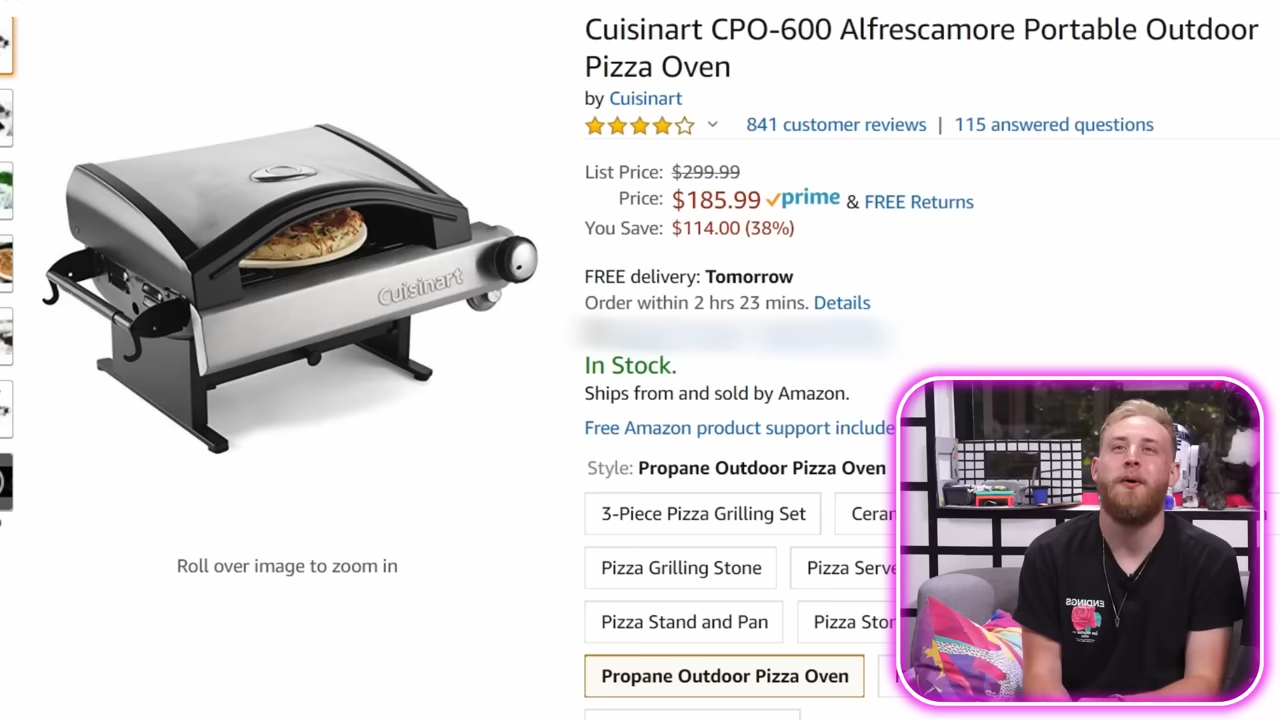 Cuisinart CPO-600 Alfrescamore Portable Outdoor
Pizza Oven
by Cuisinart
841 customer reviews | 115 answered questions
List Price: $299.99
Price: $185.99 prime & FREE Returns
You Save: $114.00 (38%)
FREE delivery: Tomorrow
Order within 2 hrs 23 mins. Details
In Stock.
Ships from and sold by Amazon.
Free Amazon product support include
Style: Propane Outdoor Pizza Oven
3-Piece Pizza Grilling Set
Ceran
Pizza Grilling Stone
Pizza Serve
Pizza Stand and Pan
Pizza Ston
Propane Outdoor Pizza Oven
Cuisinart
Roll over image to zoom in
ENDINGS